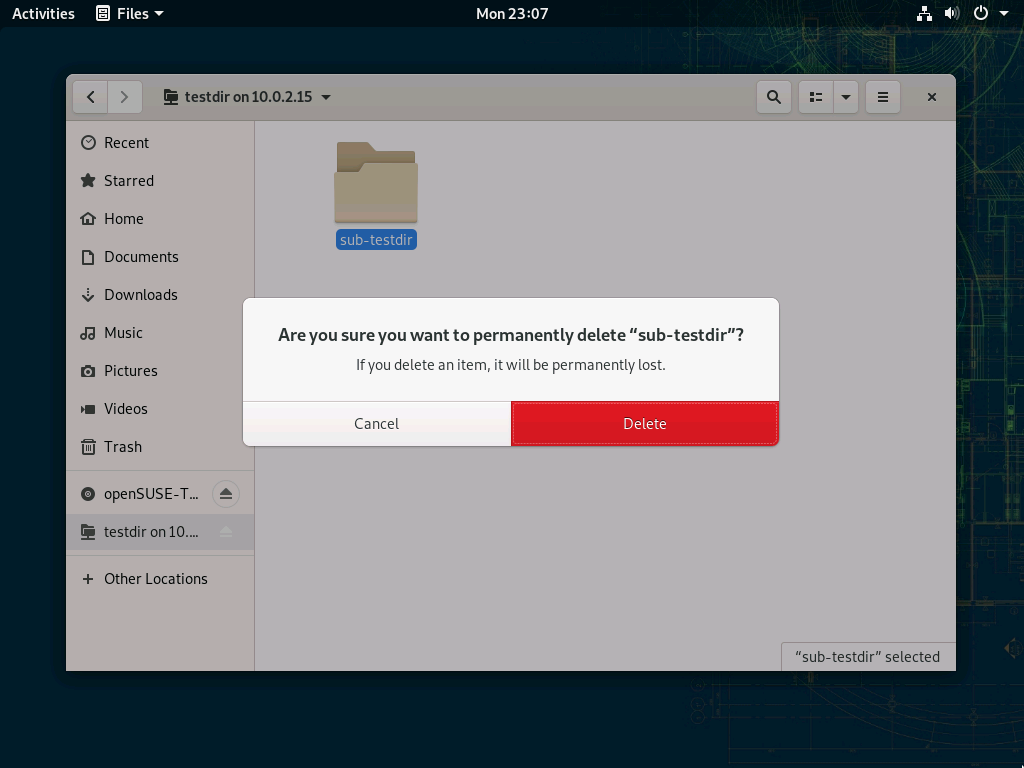 Activities
Files
Mon 23:07
testdir on 10.0.2.15
Recent
Starred
Home
Documents
Downloads
Music
Pictures
Videos
Trash
openSUSE-T...
testdir on 10....
Other Locations
sub-testdir
Are you sure you want to permanently delete “sub-testdir”?
If you delete an item, it will be permanently lost.
Cancel
Delete
“sub-testdir” selected